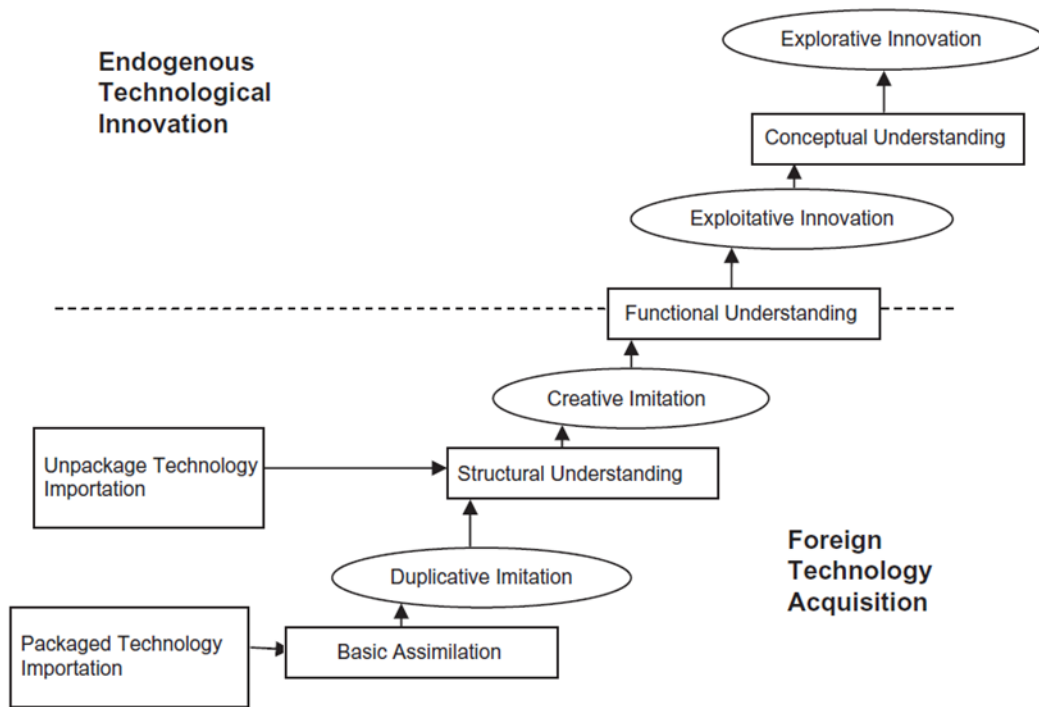 Explorative Innovation
Endogenous
Technological
Innovation
Conceptual Understanding
Exploitative Innovation
Functional Understanding
Creative Imitation
Unpackage Technology
Importation
Structural Understanding
Foreign
Technology
Acquisition
Duplicative Imitation
Packaged Technology
Importation
Basic Assimilation